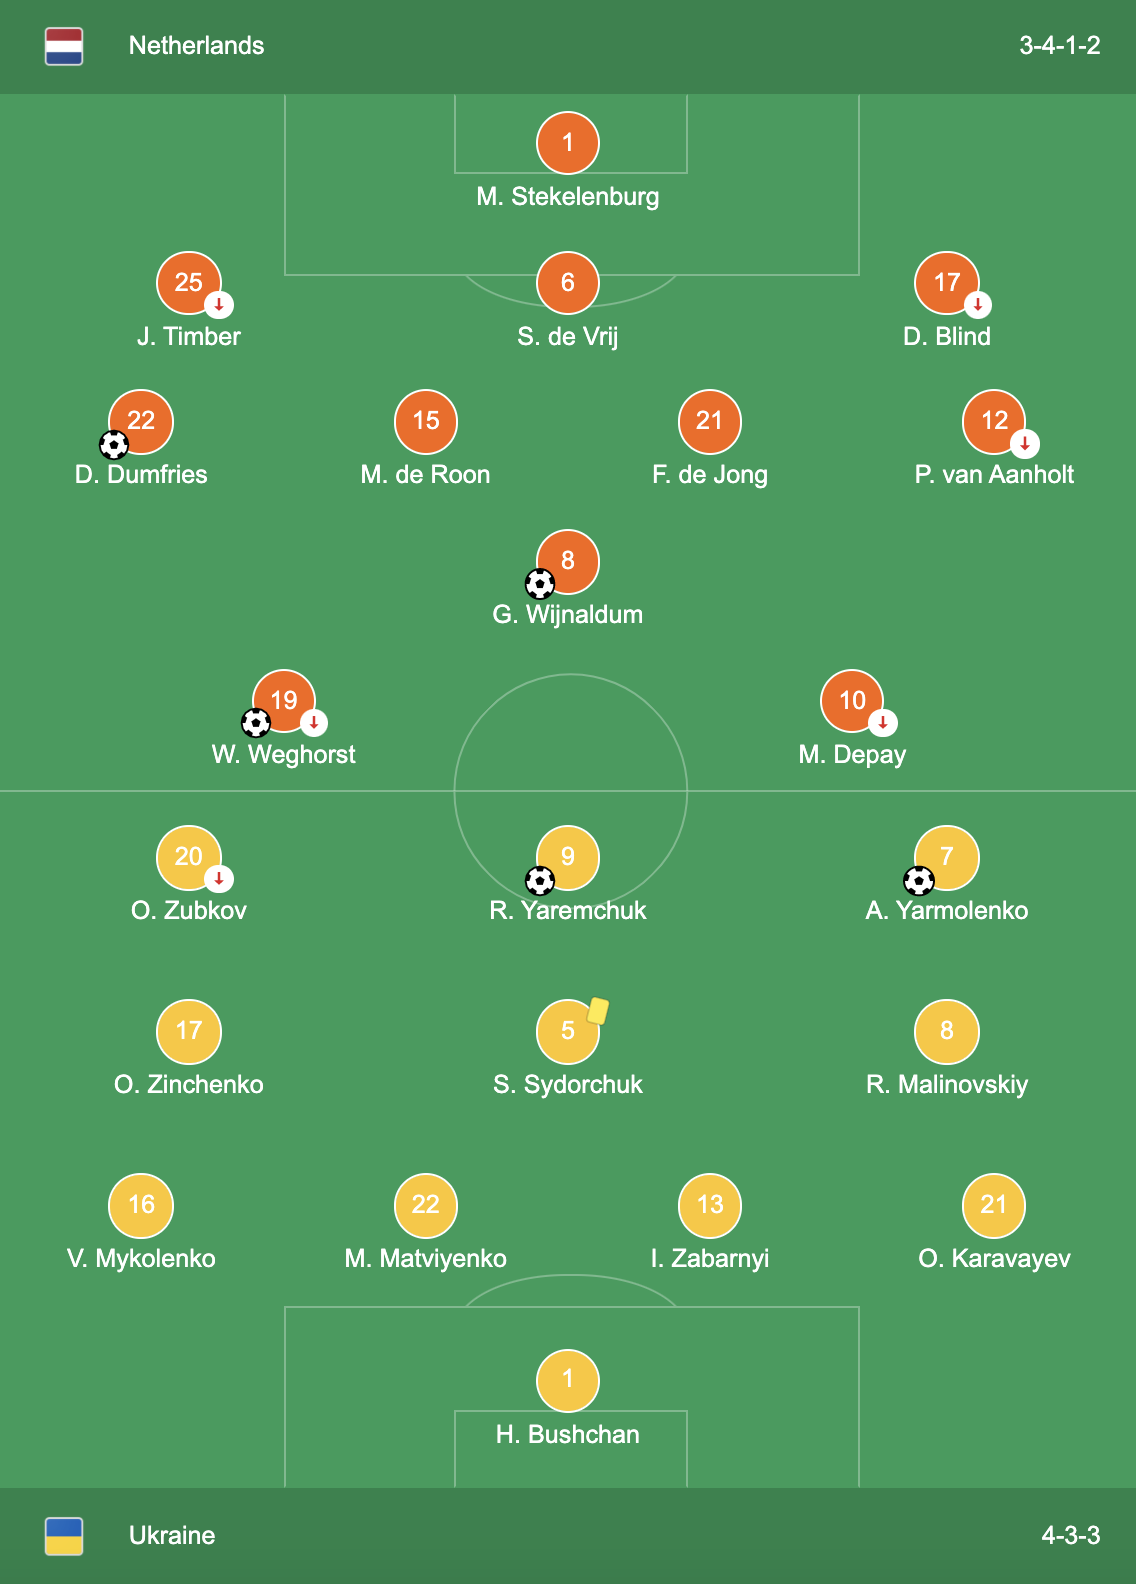 Netherlands 3-4-1-2
1
M. Stekelenburg
25 6 17
J. Timber S. de Vrij D. Blind
22 15 21 12
D. Dumfries M. de Roon F. de Jong P. van Aanholt
8
G. Wijnaldum
19 10
W. Weghorst M. Depay
20 9 7
O. Zubkov R. Yaremchuk A. Yarmolenko
17 5 8
O. Zinchenko S. Sydorchuk R. Malinovskiy
16 22 13 21
V. Mykolenko M. Matviyenko I. Zabarnyi O. Karavayev
1
H. Bushchan
Ukraine 4-3-3